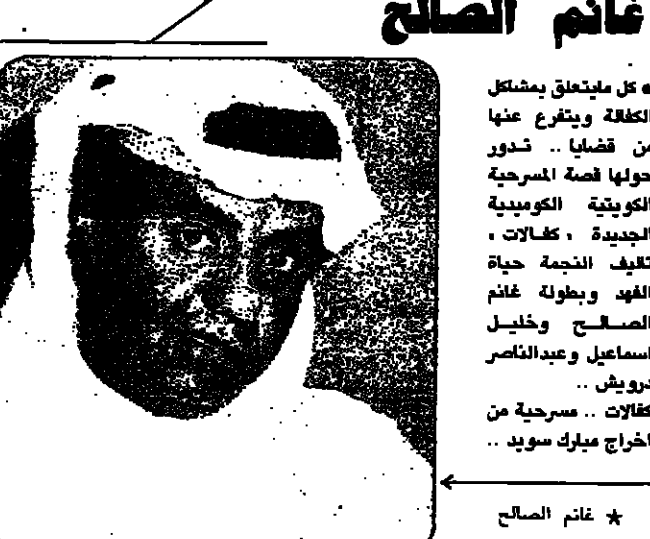 غانم الصالح
● كل مايتعلق بمشاكل
الكفالة ويتفرع عنها
من قضايا .. تدور
حولها قصة المسرحية
الكويتية الكوميدية
الجديدة « كفالات »
تاليف النجمة حياة
الفهد وبطولة غانم
الصالح وخليل
اسماعيل وعبدالناصر
درويش ..
كفالات .. مسرحية من
اخراج مبارك سويد ..
★ غانم الصالح